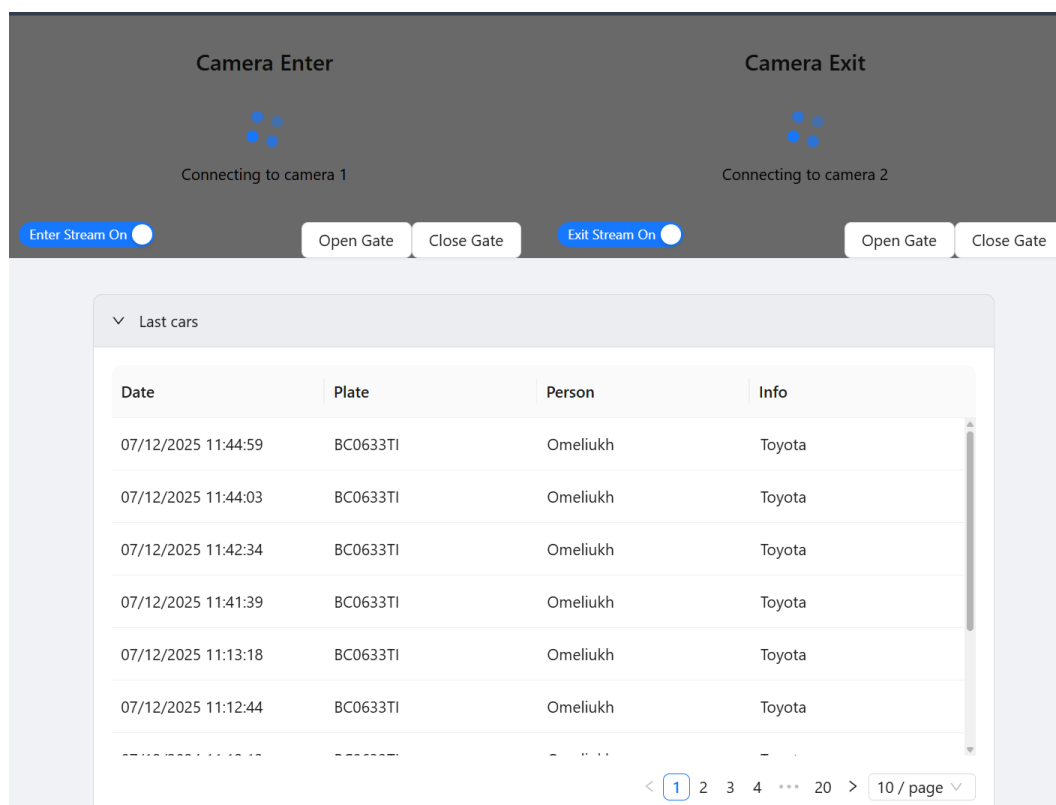 Camera Enter
Camera Exit
Connecting to camera 1
Connecting to camera 2
Enter Stream On
Open Gate
Close Gate
Exit Stream On
Open Gate
Close Gate
Last cars
Date Plate Person Info
07/12/2025 11:44:59 BC0633TI Omeliukh Toyota
07/12/2025 11:44:03 BC0633TI Omeliukh Toyota
07/12/2025 11:42:34 BC0633TI Omeliukh Toyota
07/12/2025 11:41:39 BC0633TI Omeliukh Toyota
07/12/2025 11:13:18 BC0633TI Omeliukh Toyota
07/12/2025 11:12:44 BC0633TI Omeliukh Toyota
< 1 2 3 4 ••• 20 > 10 / page